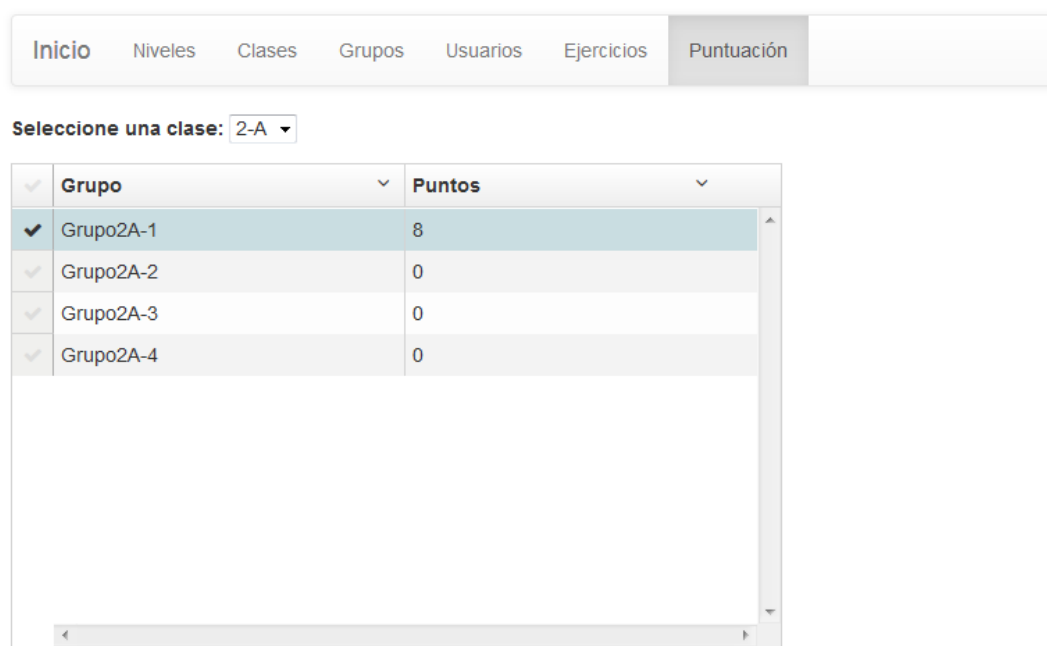 Inicio Niveles Clases Grupos Usuarios Ejercicios Puntuación
Seleccione una clase: 2-A
Grupo Puntos
Grupo2A-1 8
Grupo2A-2 0
Grupo2A-3 0
Grupo2A-4 0